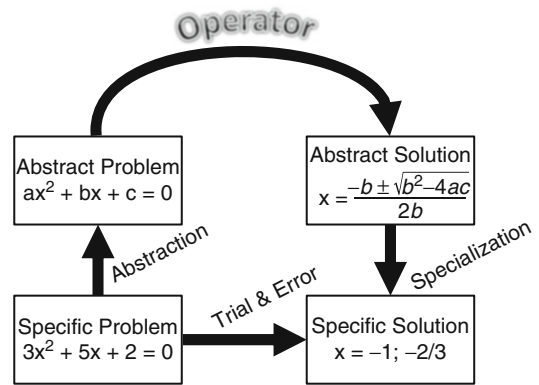 Operator
Abstract Problem
ax² + bx + c = 0
Abstract Solution
x = −b ± √b²−4ac / 2b
Abstraction
Specialization
Trial & Error
Specific Problem
3x² + 5x + 2 = 0
Specific Solution
x = −1; −2/3